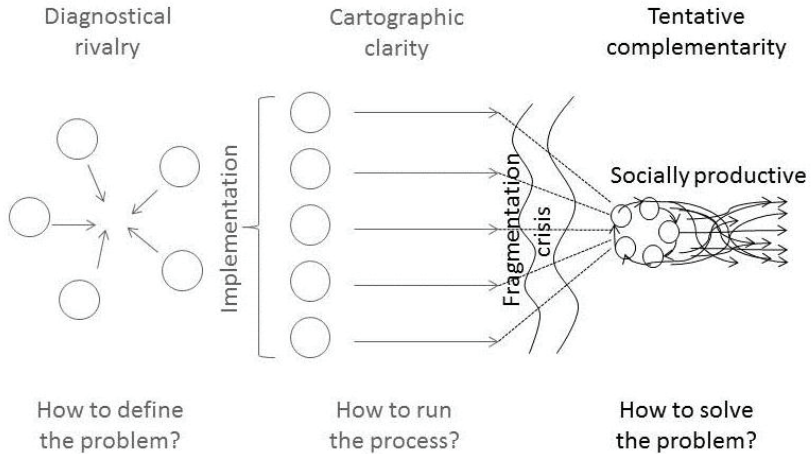 Diagnostical
rivalry
Cartographic
clarity
Tentative
complementarity
Implementation
Fragmentation
crisis
Socially productive
How to define
the problem?
How to run
the process?
How to solve
the problem?